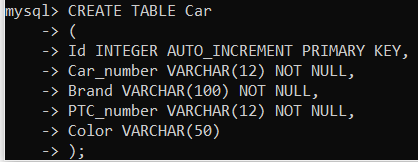 mysql> CREATE TABLE Car
-> (
-> Id INTEGER AUTO_INCREMENT PRIMARY KEY,
-> Car_number VARCHAR(12) NOT NULL,
-> Brand VARCHAR(100) NOT NULL,
-> PTC_number VARCHAR(12) NOT NULL,
-> Color VARCHAR(50)
-> );